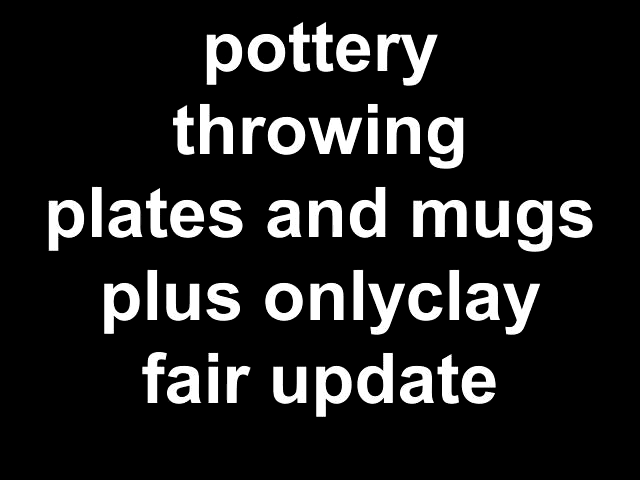 pottery
throwing
plates and mugs
plus onlyclay
fair update